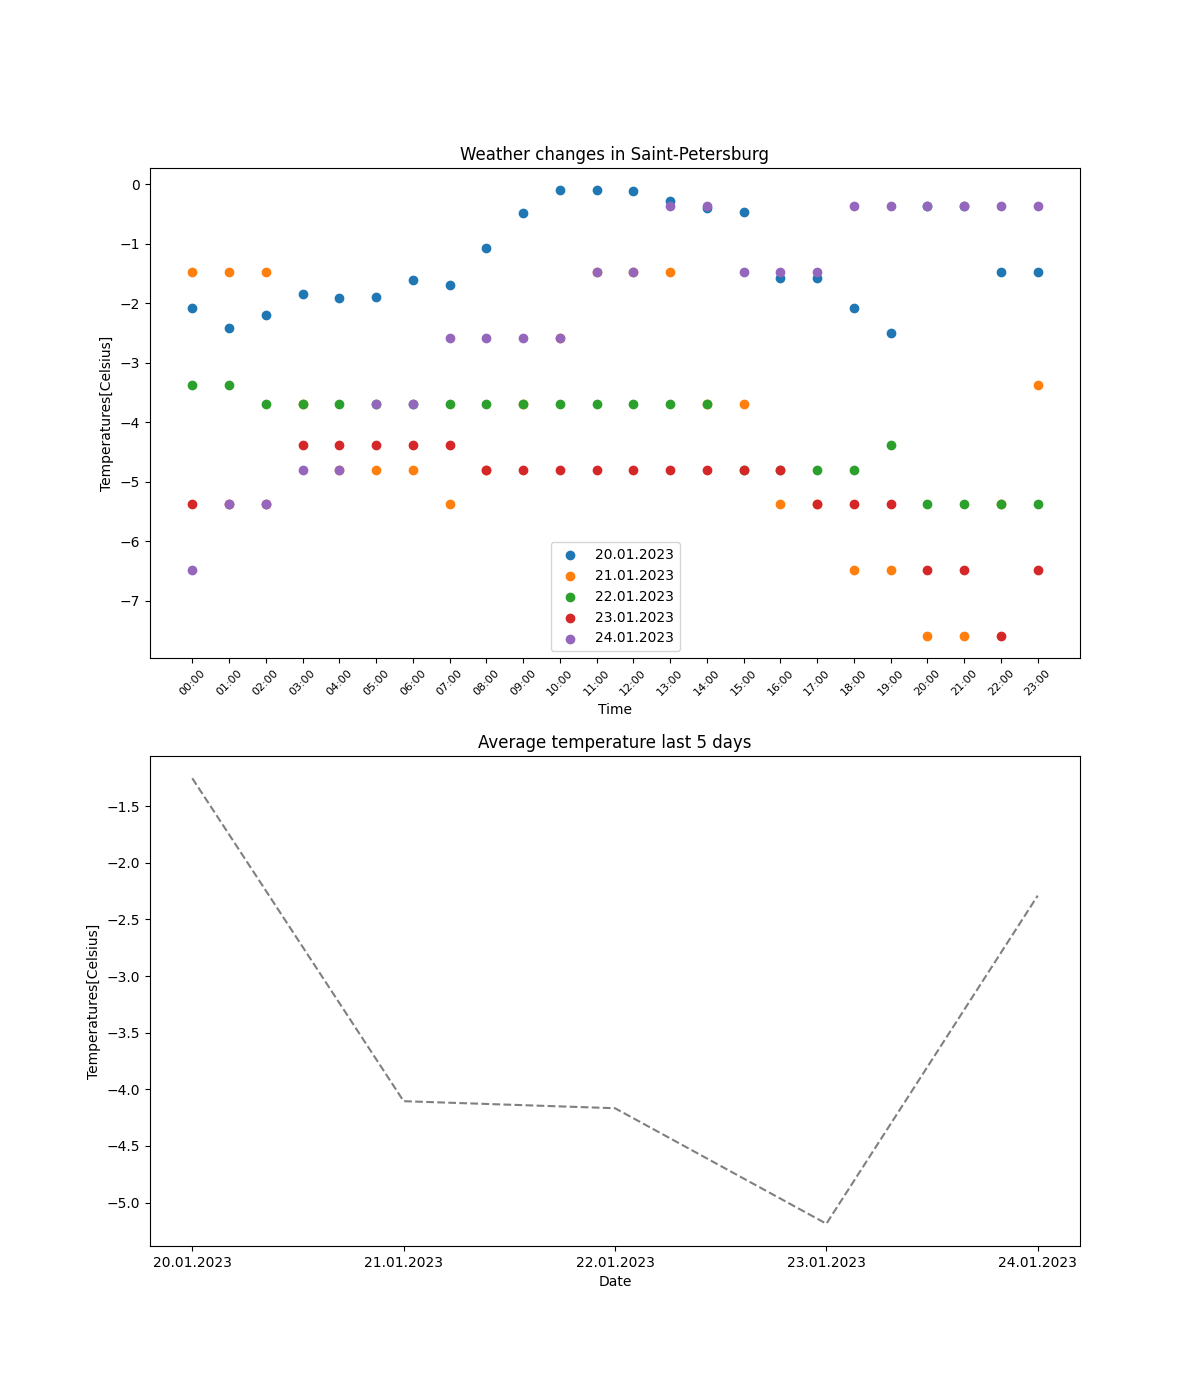 Weather changes in Saint-Petersburg
Temperatures[Celsius]
0
−1
−2
−3
−4
−5
−6
−7
20.01.2023
21.01.2023
22.01.2023
23.01.2023
24.01.2023
00:00 01:00 02:00 03:00 04:00 05:00 06:00 07:00 08:00 09:00 10:00 11:00 12:00 13:00 14:00 15:00 16:00 17:00 18:00 19:00 20:00 21:00 22:00 23:00
Time
Average temperature last 5 days
Temperatures[Celsius]
−1.5
−2.0
−2.5
−3.0
−3.5
−4.0
−4.5
−5.0
20.01.2023 21.01.2023 22.01.2023 23.01.2023 24.01.2023
Date